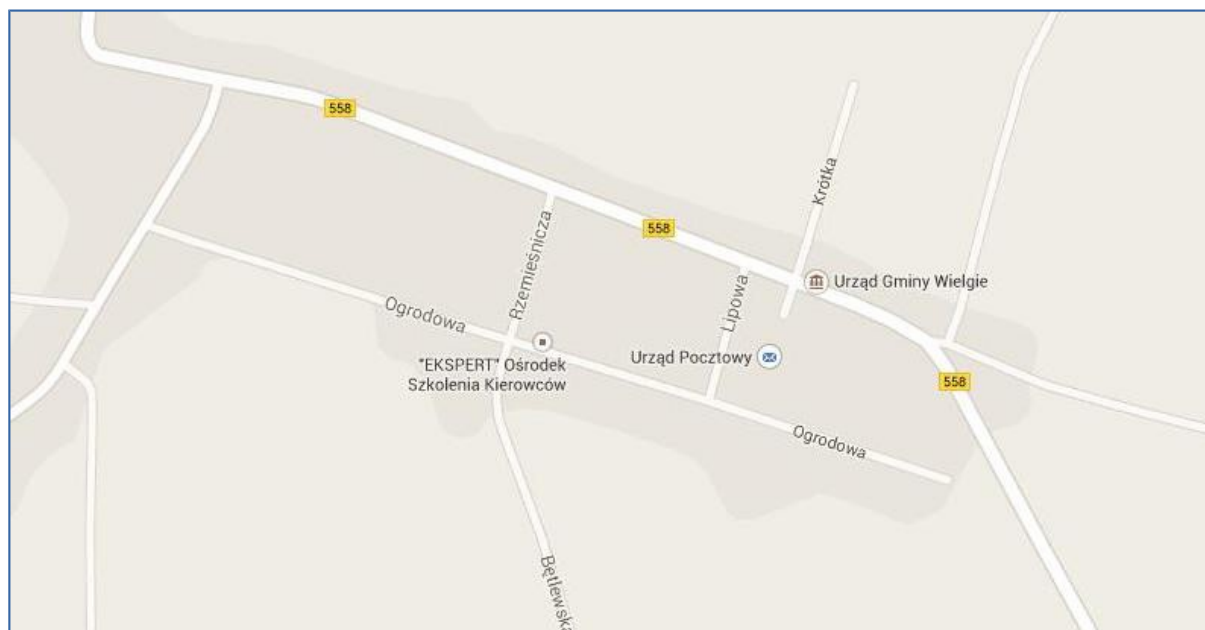 558
Krótka
Rzemieślnicza
558
Urząd Gminy Wielgie
Lipowa
Ogrodowa
"EKSPERT" Ośrodek
Szkolenia Kierowców
Urząd Pocztowy
558
Ogrodowa
Bętlewska